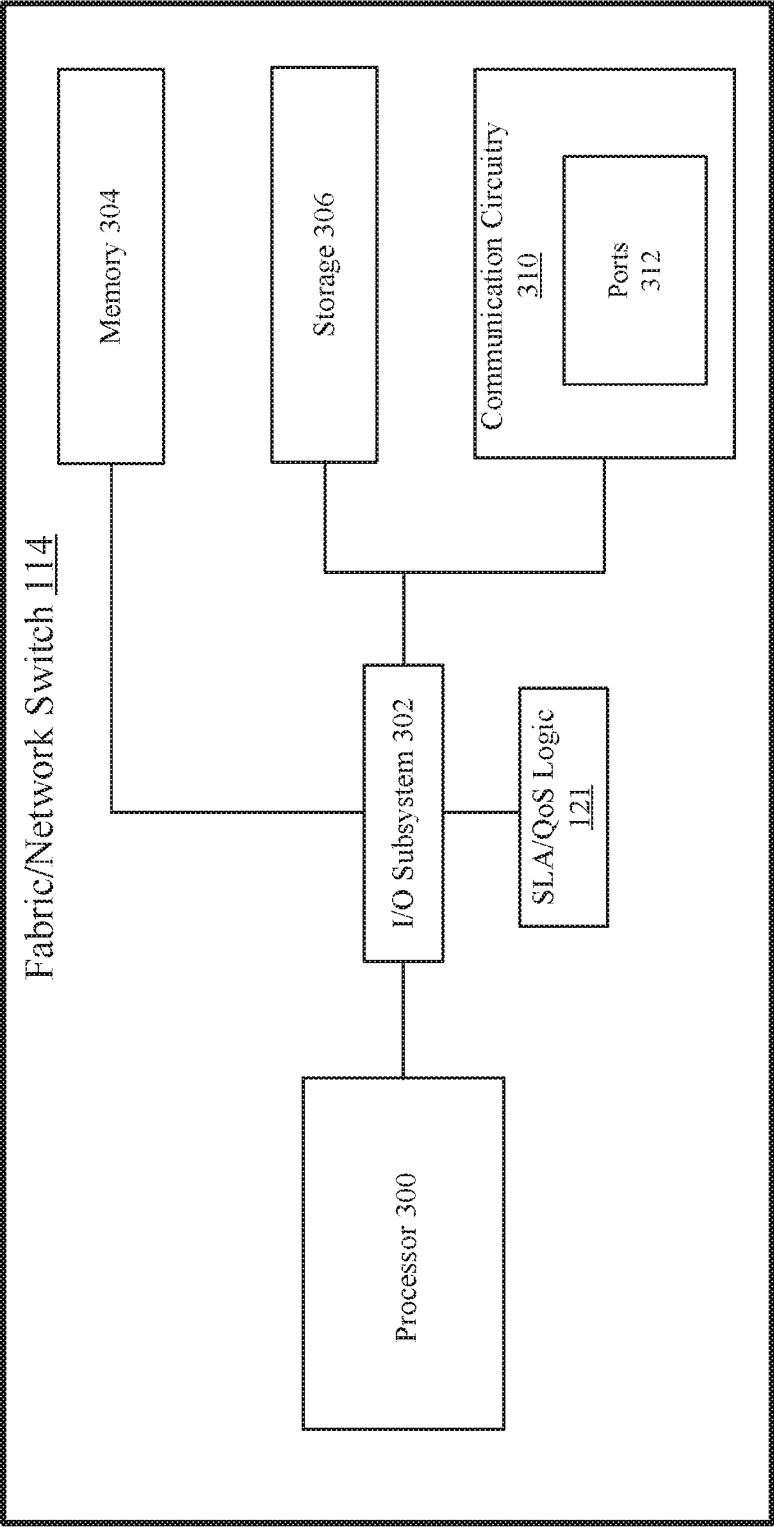 Fabric/Network Switch 114
Memory 304
Processor 300
I/O Subsystem 302
Storage 306
SLA/QoS Logic
121
Communication Circuitry
310
Ports
312